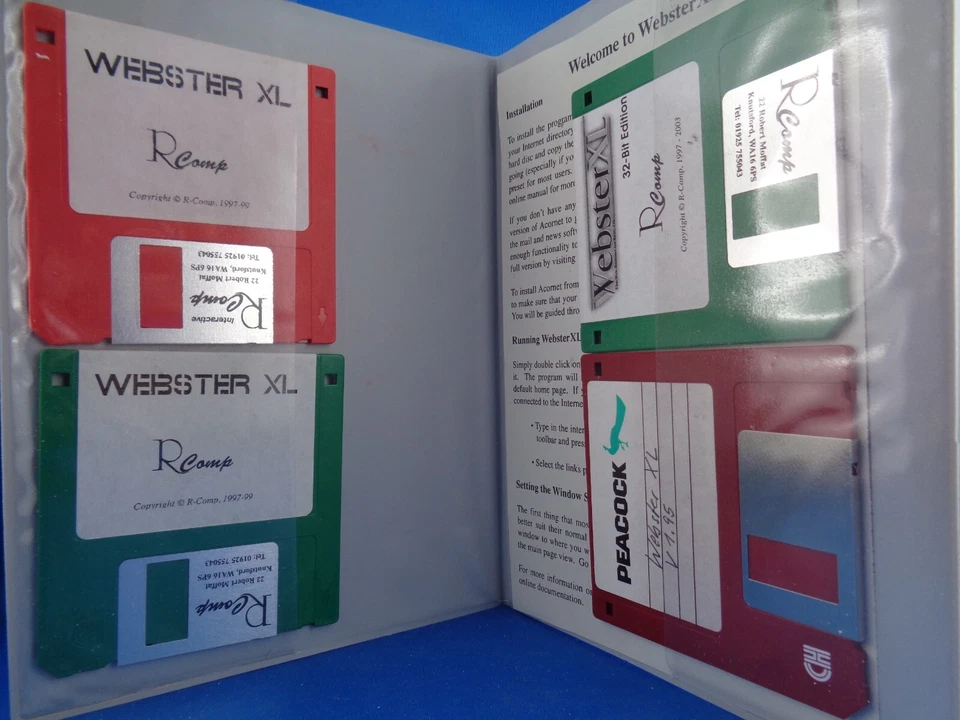 WEBSTER XL
RComp
Copyright © R-Comp, 1997-99
RComp
Interactive
22 Robert Moffat
Knutsford, WA16 6PS
Tel: 01925 755043
WEBSTER XL
RComp
Copyright © R-Comp, 1997-99
RComp
22 Robert Moffat
Knutsford, WA16 6PS
Tel: 01925 755043
Welcome to WebsterXL
Installation
To install the program
your Internet directory
hard disc and copy the
going (especially if yo
preset for most users.
online manual for mor
If you don't have any
version of Acornet to
the mail and news soft
enough functionality to
full version by visiting
To install Acornet from
to make sure that your
You will be guided thro
Running WebsterXL
Simply double click on
it. The program will
default home page. If
connected to the Interne
• Type in the inter
toolbar and pres
• Select the links p
Setting the Window S
The first thing that mos
better suit their normal
window to where you w
the main page view. Go
For more information o
online documentation.
WebsterXL
32-Bit Edition
RComp
Copyright © R-Comp, 1997 - 2003
RComp
22 Robert Moffat
Knutsford, WA16 6PS
Tel: 01925 755043
PEACOCK
Webster XL
V 1.95
HD